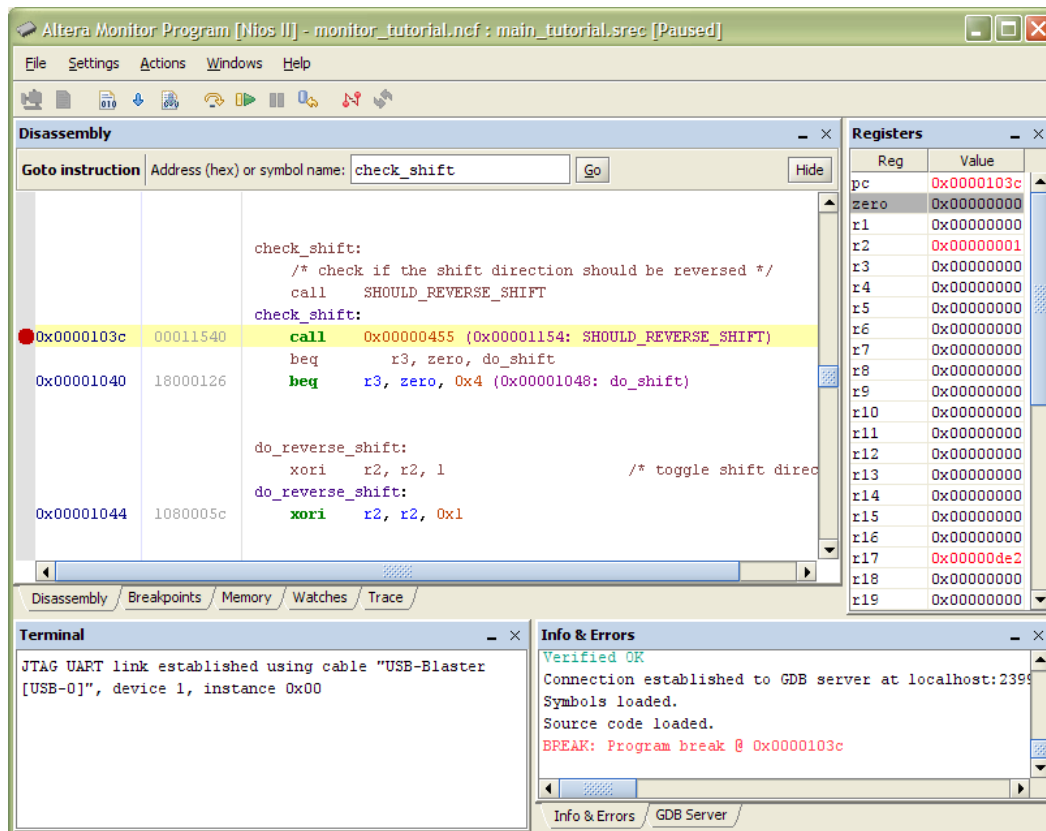 Altera Monitor Program [Nios II] - monitor_tutorial.ncf : main_tutorial.srec [Paused]
File Settings Actions Windows Help
Disassembly
Goto instruction Address (hex) or symbol name: check_shift Go Hide
check_shift:
/* check if the shift direction should be reversed */
call SHOULD_REVERSE_SHIFT
check_shift:
0x0000103c 00011540 call 0x00000455 (0x00001154: SHOULD_REVERSE_SHIFT)
beq r3, zero, do_shift
0x00001040 18000126 beq r3, zero, 0x4 (0x00001048: do_shift)
do_reverse_shift:
xori r2, r2, 1 /* toggle shift direc
do_reverse_shift:
0x00001044 1080005c xori r2, r2, 0x1
Disassembly Breakpoints Memory Watches Trace
Registers
Reg Value
pc 0x0000103c
zero 0x00000000
r1 0x00000000
r2 0x00000001
r3 0x00000000
r4 0x00000000
r5 0x00000000
r6 0x00000000
r7 0x00000000
r8 0x00000000
r9 0x00000000
r10 0x00000000
r11 0x00000000
r12 0x00000000
r13 0x00000000
r14 0x00000000
r15 0x00000000
r16 0x00000000
r17 0x00000de2
r18 0x00000000
r19 0x00000000
Terminal
JTAG UART link established using cable "USB-Blaster
[USB-0]", device 1, instance 0x00
Info & Errors
Verified OK
Connection established to GDB server at localhost:2399
Symbols loaded.
Source code loaded.
BREAK: Program break @ 0x0000103c
Info & Errors GDB Server